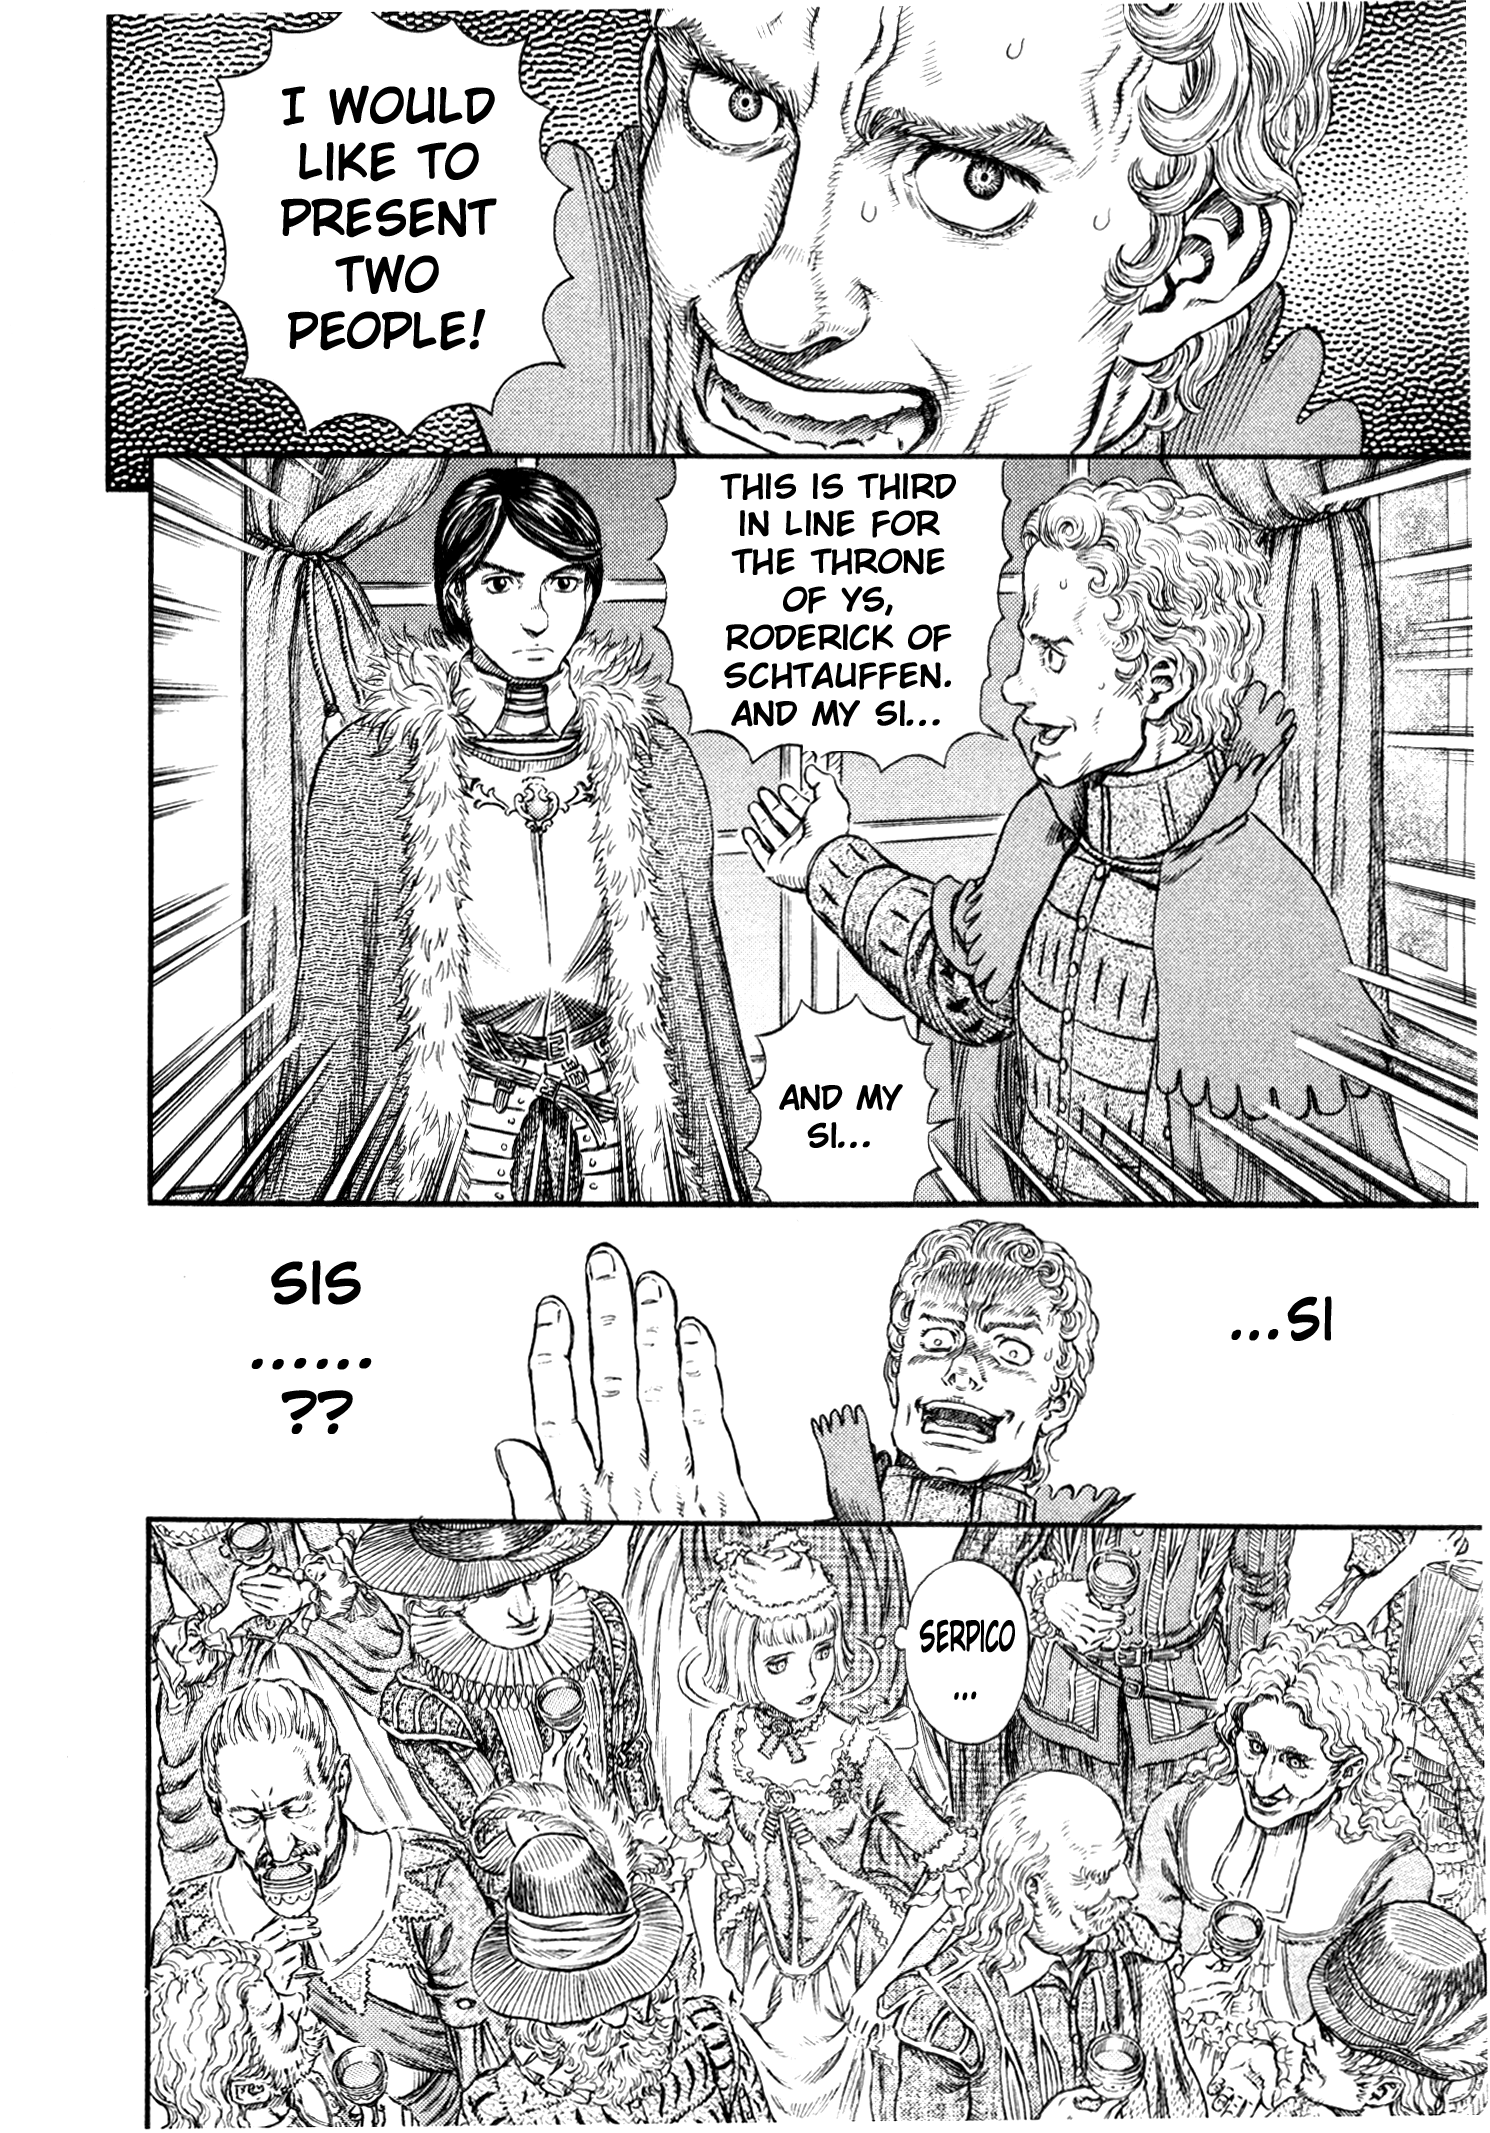 I WOULD
LIKE TO
PRESENT
TWO
PEOPLE!
THIS IS THIRD
IN LINE FOR
THE THRONE
OF YS,
RODERICK OF
SCHTAUFFEN.
AND MY SI...
AND MY
SI...
...SI
SIS
......
??
SERPICO
...